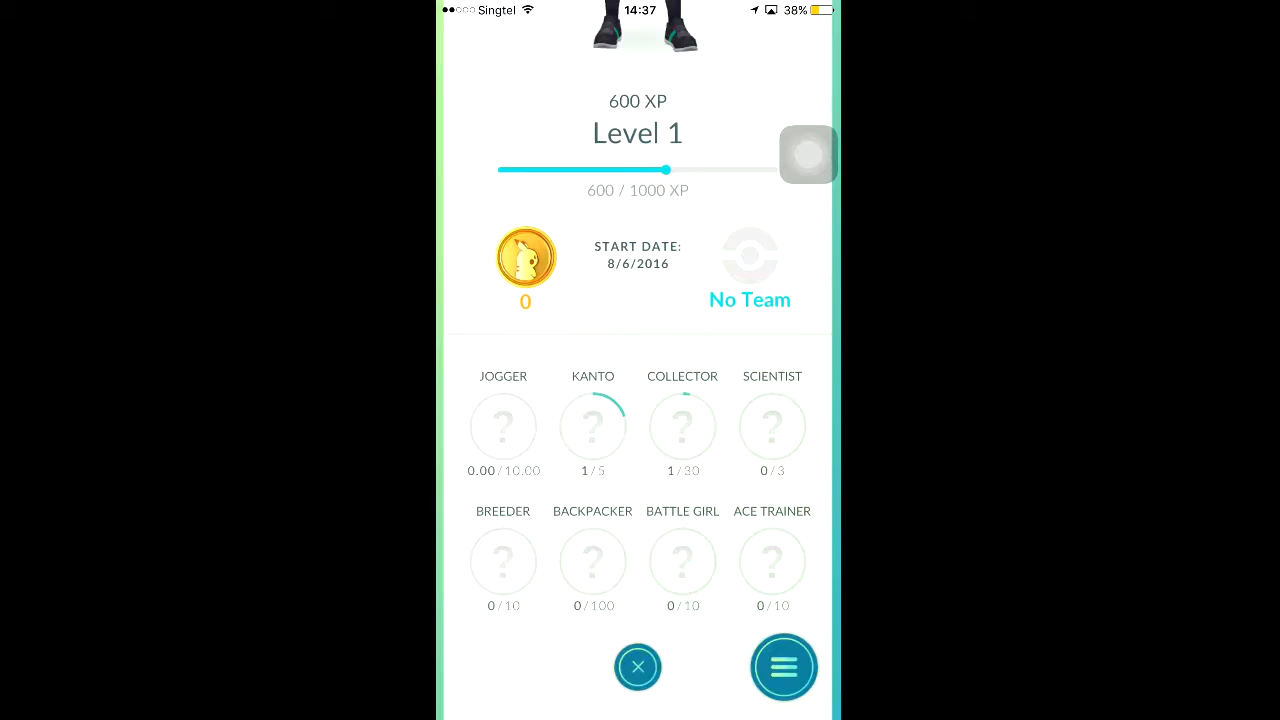 Singtel 14:37 38%
600 XP
Level 1
600 / 1000 XP
START DATE:
8/6/2016
0
No Team
JOGGER KANTO COLLECTOR SCIENTIST
? ? ? ?
0.00/10.00 1/5 1/30 0/3
BREEDER BACKPACKER BATTLE GIRL ACE TRAINER
? ? ? ?
0/10 0/100 0/10 0/10